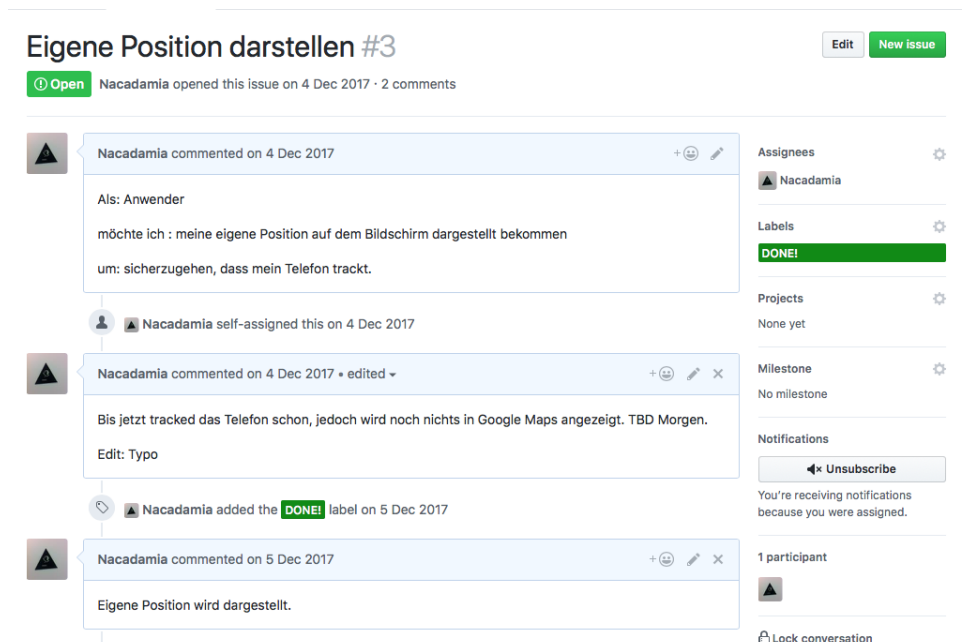 Eigene Position darstellen #3
Edit
New issue
Open
Nacadamia opened this issue on 4 Dec 2017 · 2 comments
Nacadamia commented on 4 Dec 2017
Als: Anwender
möchte ich : meine eigene Position auf dem Bildschirm dargestellt bekommen
um: sicherzugehen, dass mein Telefon trackt.
Nacadamia self-assigned this on 4 Dec 2017
Nacadamia commented on 4 Dec 2017 • edited
Bis jetzt tracked das Telefon schon, jedoch wird noch nichts in Google Maps angezeigt. TBD Morgen.
Edit: Typo
Nacadamia added the DONE! label on 5 Dec 2017
Nacadamia commented on 5 Dec 2017
Eigene Position wird dargestellt.
Assignees
Nacadamia
Labels
DONE!
Projects
None yet
Milestone
No milestone
Notifications
Unsubscribe
You're receiving notifications
because you were assigned.
1 participant
Lock conversation